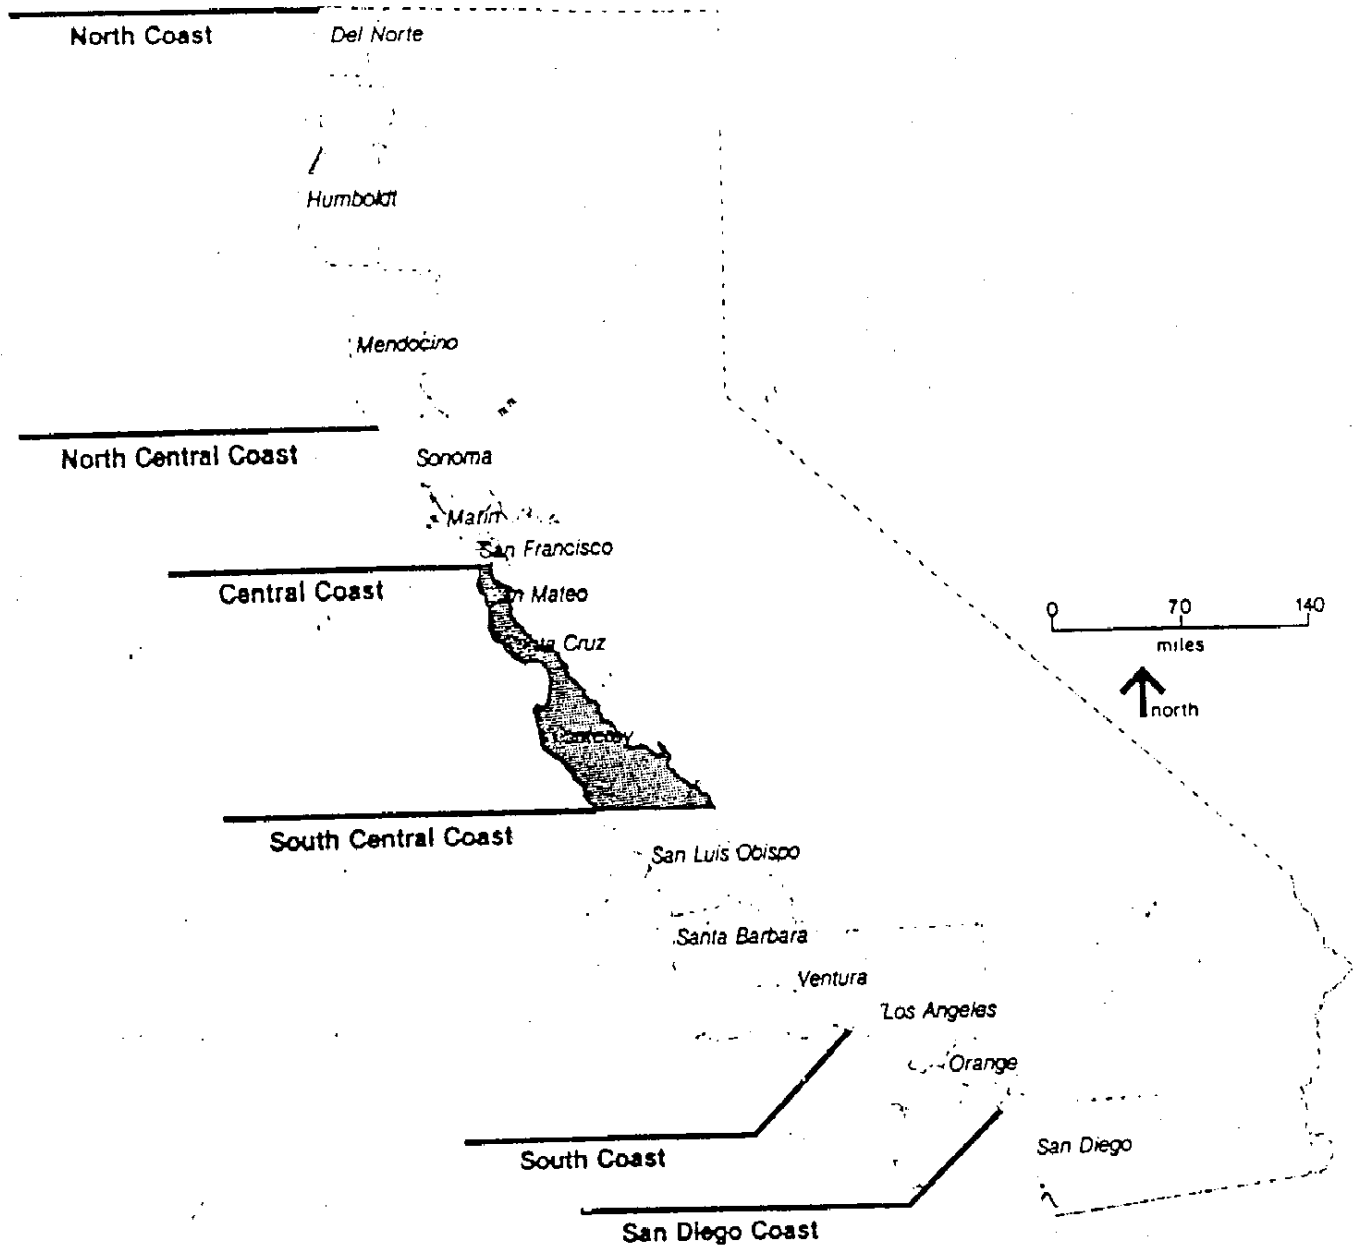 North Coast
Del Norte
Humboldt
Mendocino
North Central Coast
Sonoma
Marin
San Francisco
Central Coast
Mateo
Cruz
0 70 140
miles
north
South Central Coast
San Luis Obispo
Santa Barbara
Ventura
Los Angeles
Orange
South Coast
San Diego
San Diego Coast